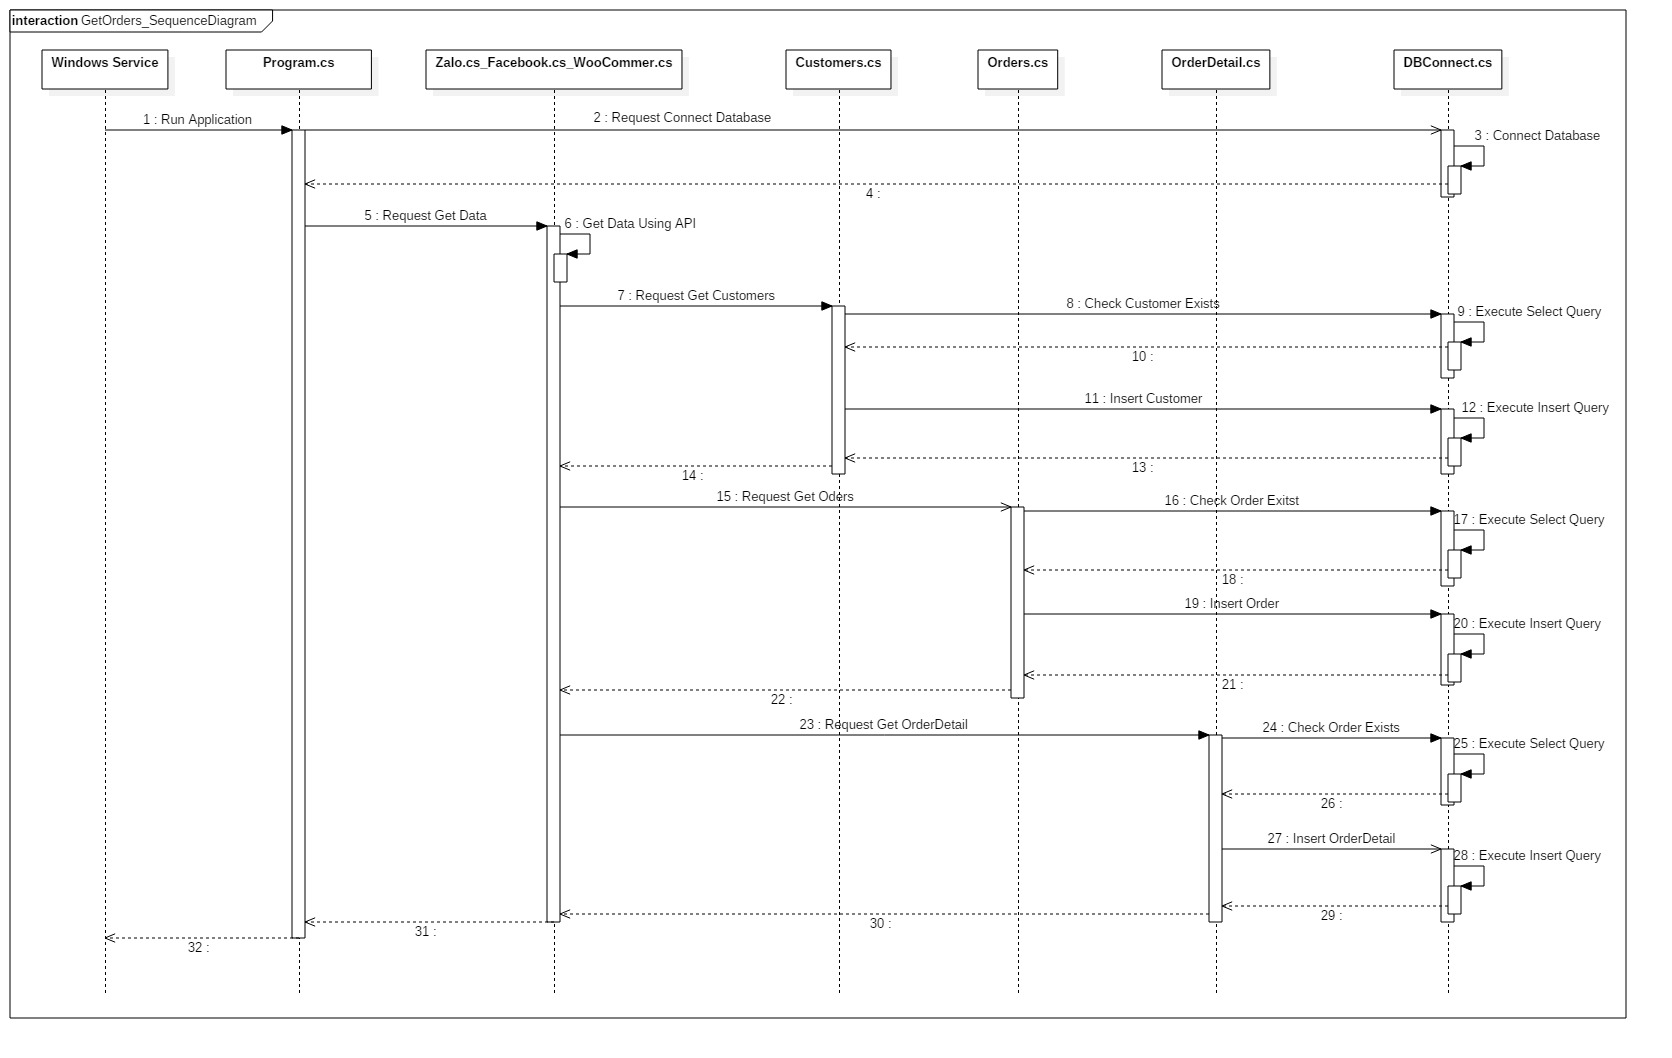 interaction GetOrders_SequenceDiagram
Windows Service
Program.cs
Zalo.cs_Facebook.cs_WooCommer.cs
Customers.cs
Orders.cs
OrderDetail.cs
DBConnect.cs
1 : Run Application
2 : Request Connect Database
3 : Connect Database
4 :
5 : Request Get Data
6 : Get Data Using API
7 : Request Get Customers
8 : Check Customer Exists
9 : Execute Select Query
10 :
11 : Insert Customer
12 : Execute Insert Query
13 :
14 :
15 : Request Get Oders
16 : Check Order Exitst
17 : Execute Select Query
18 :
19 : Insert Order
20 : Execute Insert Query
21 :
22 :
23 : Request Get OrderDetail
24 : Check Order Exists
25 : Execute Select Query
26 :
27 : Insert OrderDetail
28 : Execute Insert Query
29 :
30 :
31 :
32 :